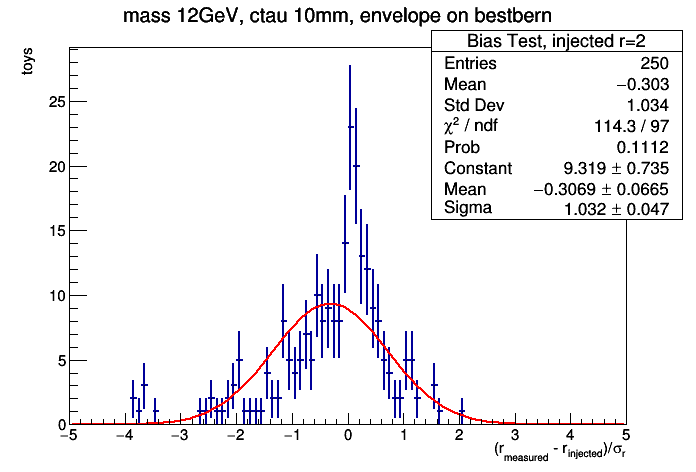 mass 12GeV, ctau 10mm, envelope on bestbern
Bias Test, injected r=2
Entries 250
Mean −0.303
Std Dev 1.034
χ² / ndf 114.3 / 97
Prob 0.1112
Constant 9.319 ± 0.735
Mean −0.3069 ± 0.0665
Sigma 1.032 ± 0.047
toys
25
20
15
10
5
0
−5 −4 −3 −2 −1 0 1 2 3 4 5
(r_measured - r_injected)/σ_r